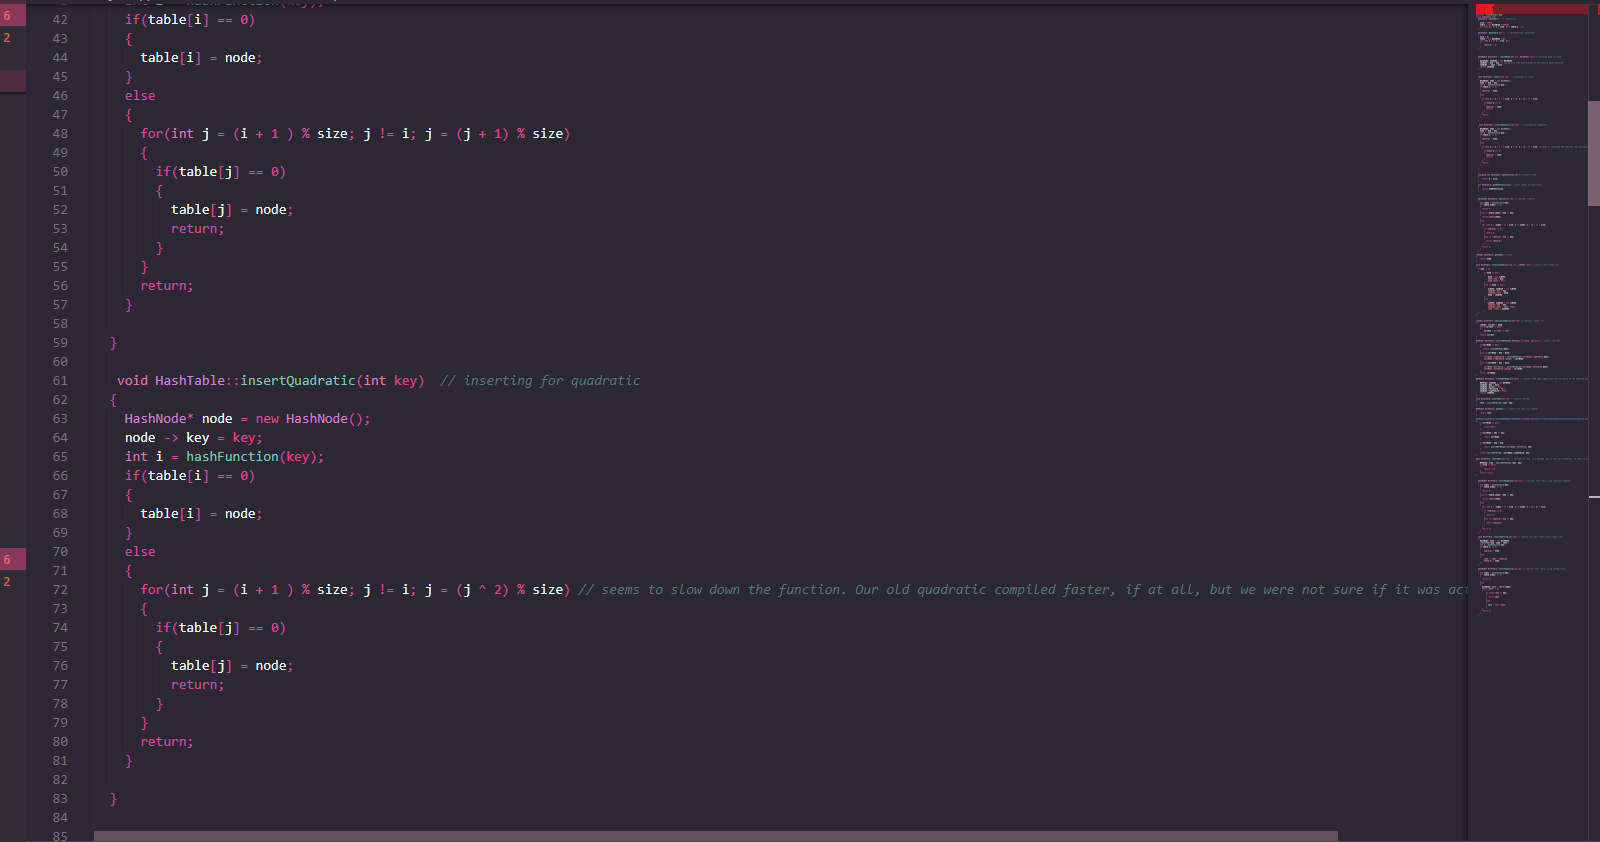 6
2
42 if(table[i] == 0)
43 {
44 table[i] = node;
45 }
46 else
47 {
48 for(int j = (i + 1 ) % size; j != i; j = (j + 1) % size)
49 {
50 if(table[j] == 0)
51 {
52 table[j] = node;
53 return;
54 }
55 }
56 return;
57 }
58
59 }
60
61 void HashTable::insertQuadratic(int key)  // inserting for quadratic
62 {
63 HashNode* node = new HashNode();
64 node -> key = key;
65 int i = hashFunction(key);
66 if(table[i] == 0)
67 {
68 table[i] = node;
69 }
70 else
6
71 {
2
72 for(int j = (i + 1 ) % size; j != i; j = (j ^ 2) % size) // seems to slow down the function. Our old quadratic compiled faster, if at all, but we were not sure if it was act
73 {
74 if(table[j] == 0)
75 {
76 table[j] = node;
77 return;
78 }
79 }
80 return;
81 }
82
83 }
84
85